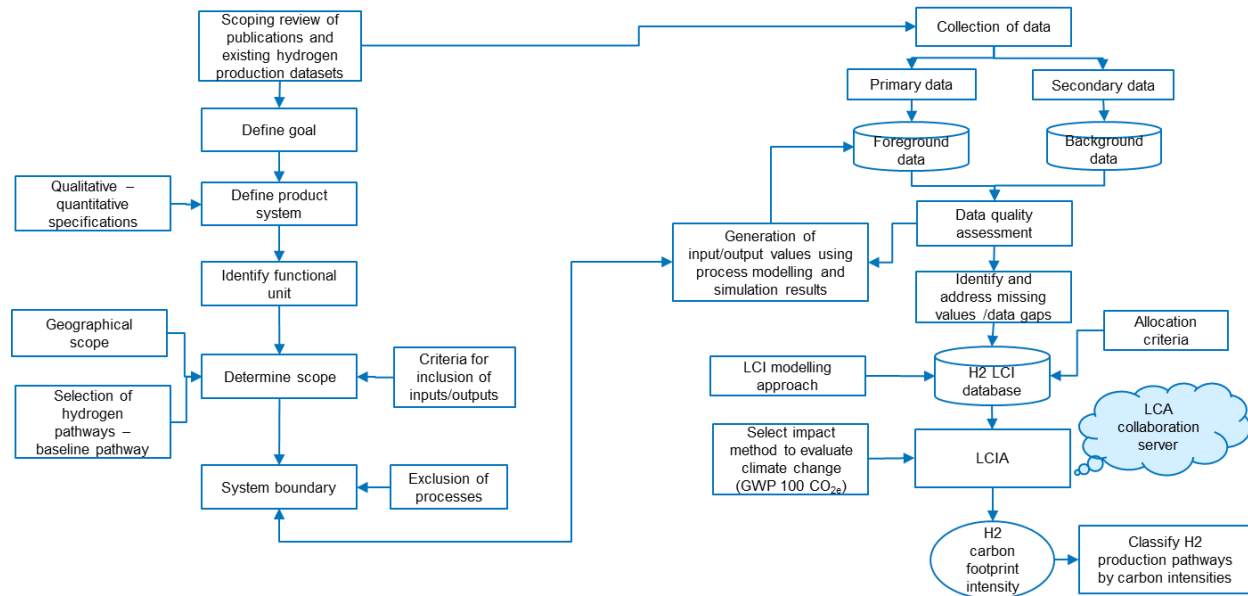 Scoping review of
publications and
existing hydrogen
production datasets
Define goal
Qualitative –
quantitative
specifications
Define product
system
Identify functional
unit
Geographical
scope
Selection of
hydrogen
pathways –
baseline pathway
Determine scope
Criteria for
inclusion of
inputs/outputs
System boundary
Exclusion of
processes
Collection of data
Primary data
Secondary data
Foreground
data
Background
data
Data quality
assessment
Generation of
input/output values using
process modelling and
simulation results
Identify and
address missing
values /data gaps
LCI modelling
approach
H2 LCI
database
Allocation
criteria
LCA
collaboration
server
Select impact
method to evaluate
climate change
(GWP 100 CO2e)
LCIA
H2
carbon
footprint
intensity
Classify H2
production pathways
by carbon intensities